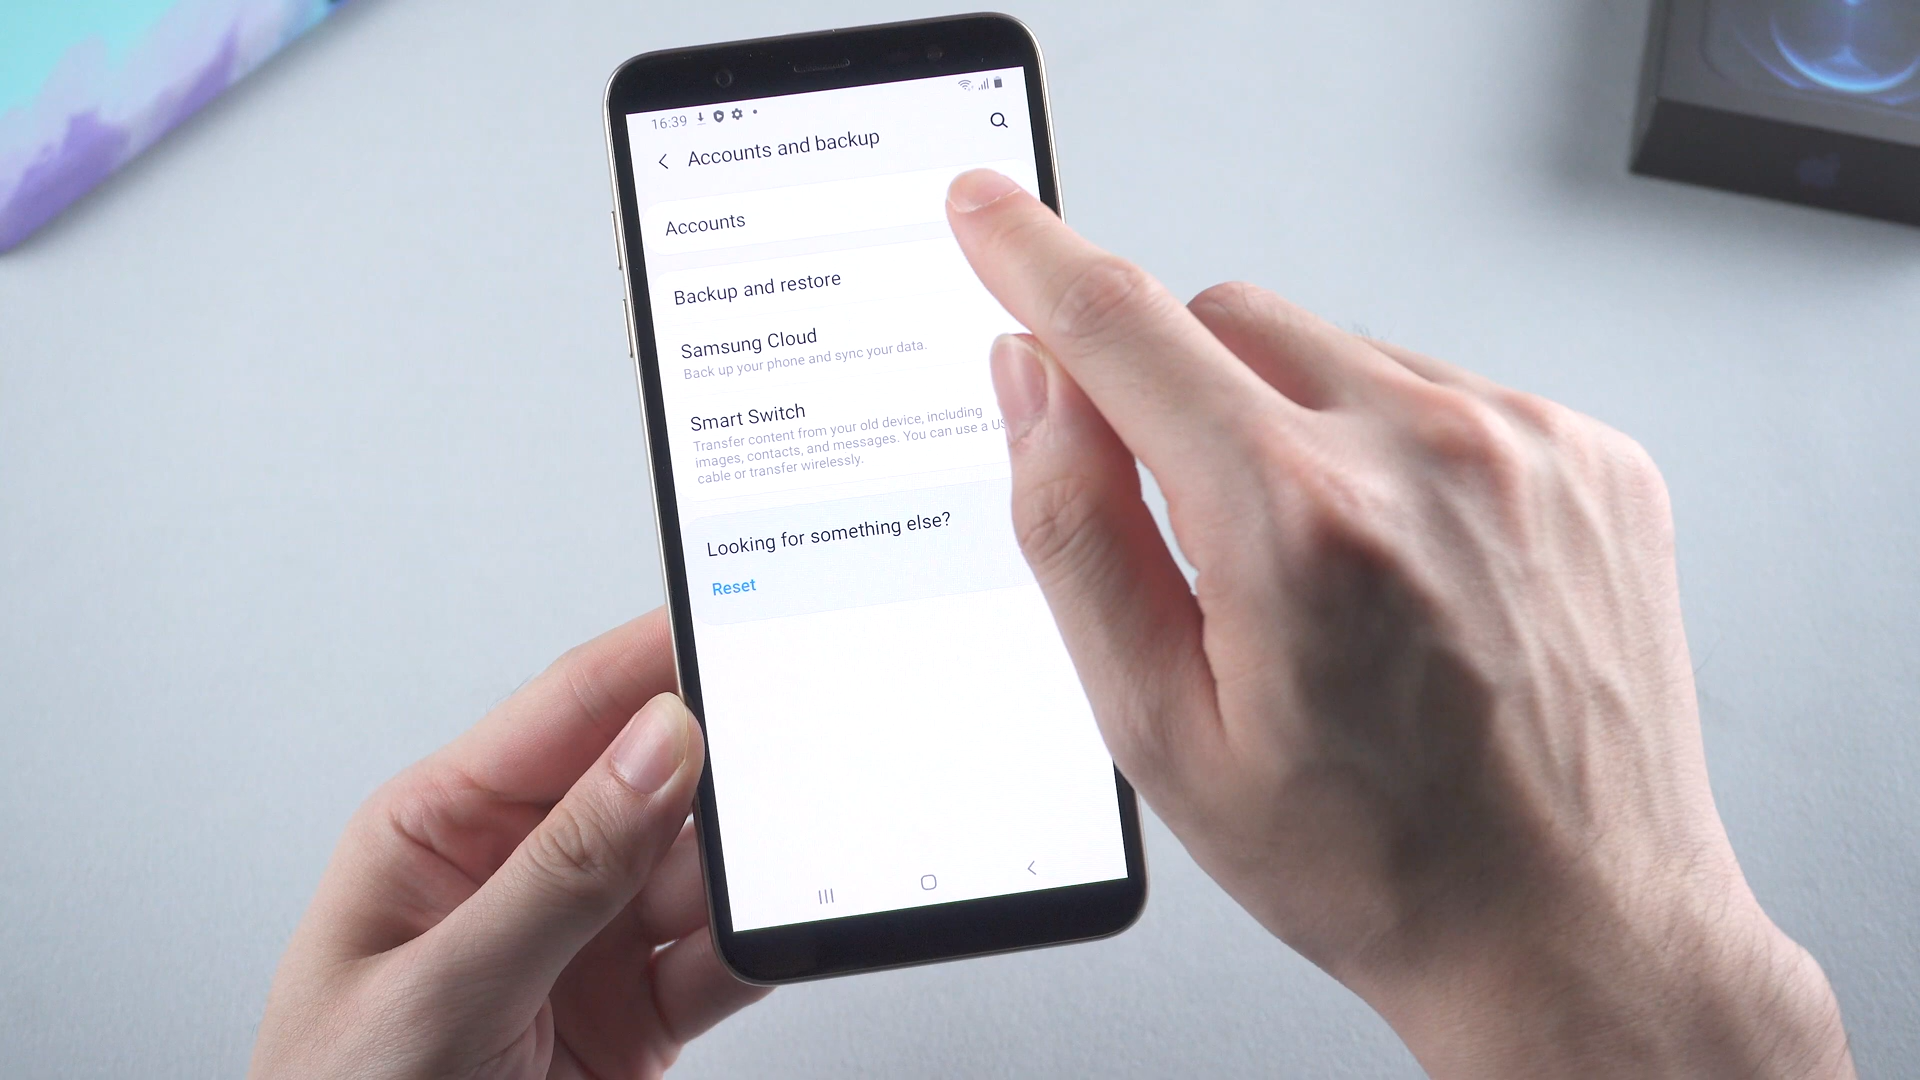 16:39
Accounts and backup
Accounts
Backup and restore
Samsung Cloud
Back up your phone and sync your data.
Smart Switch
Transfer content from your old device, including
images, contacts, and messages. You can use a US
cable or transfer wirelessly.
Looking for something else?
Reset